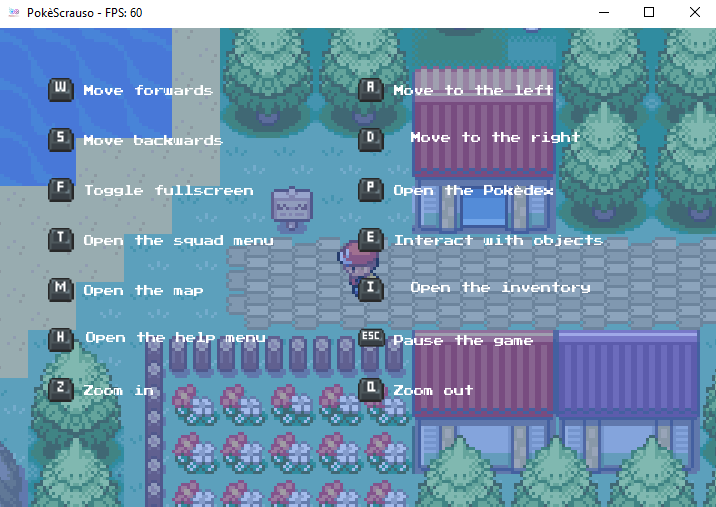 PokèScrauso - FPS: 60
W Move forwards
A Move to the left
S Move backwards
D Move to the right
F Toggle fullscreen
P Open the Pokèdex
T Open the squad menu
E Interact with objects
M Open the map
I Open the inventory
H Open the help menu
ESC Pause the game
Z Zoom in
Q Zoom out